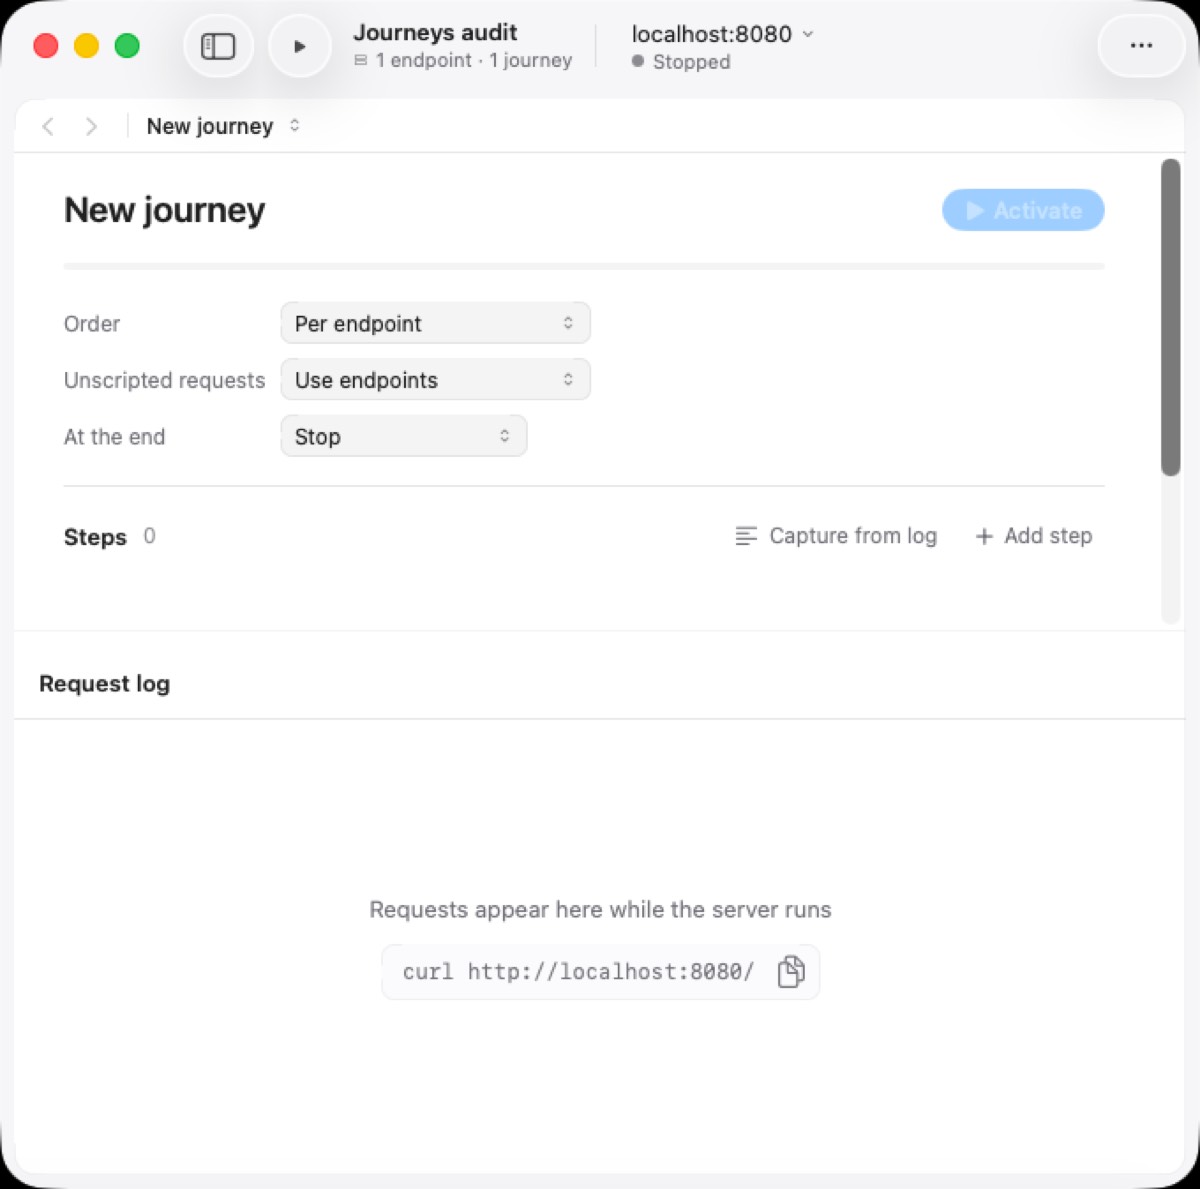 Journeys audit
1 endpoint · 1 journey
localhost:8080
Stopped
New journey
New journey
Activate
Order
Per endpoint
Unscripted requests
Use endpoints
At the end
Stop
Steps 0
Capture from log
+ Add step
Request log
Requests appear here while the server runs
curl http://localhost:8080/